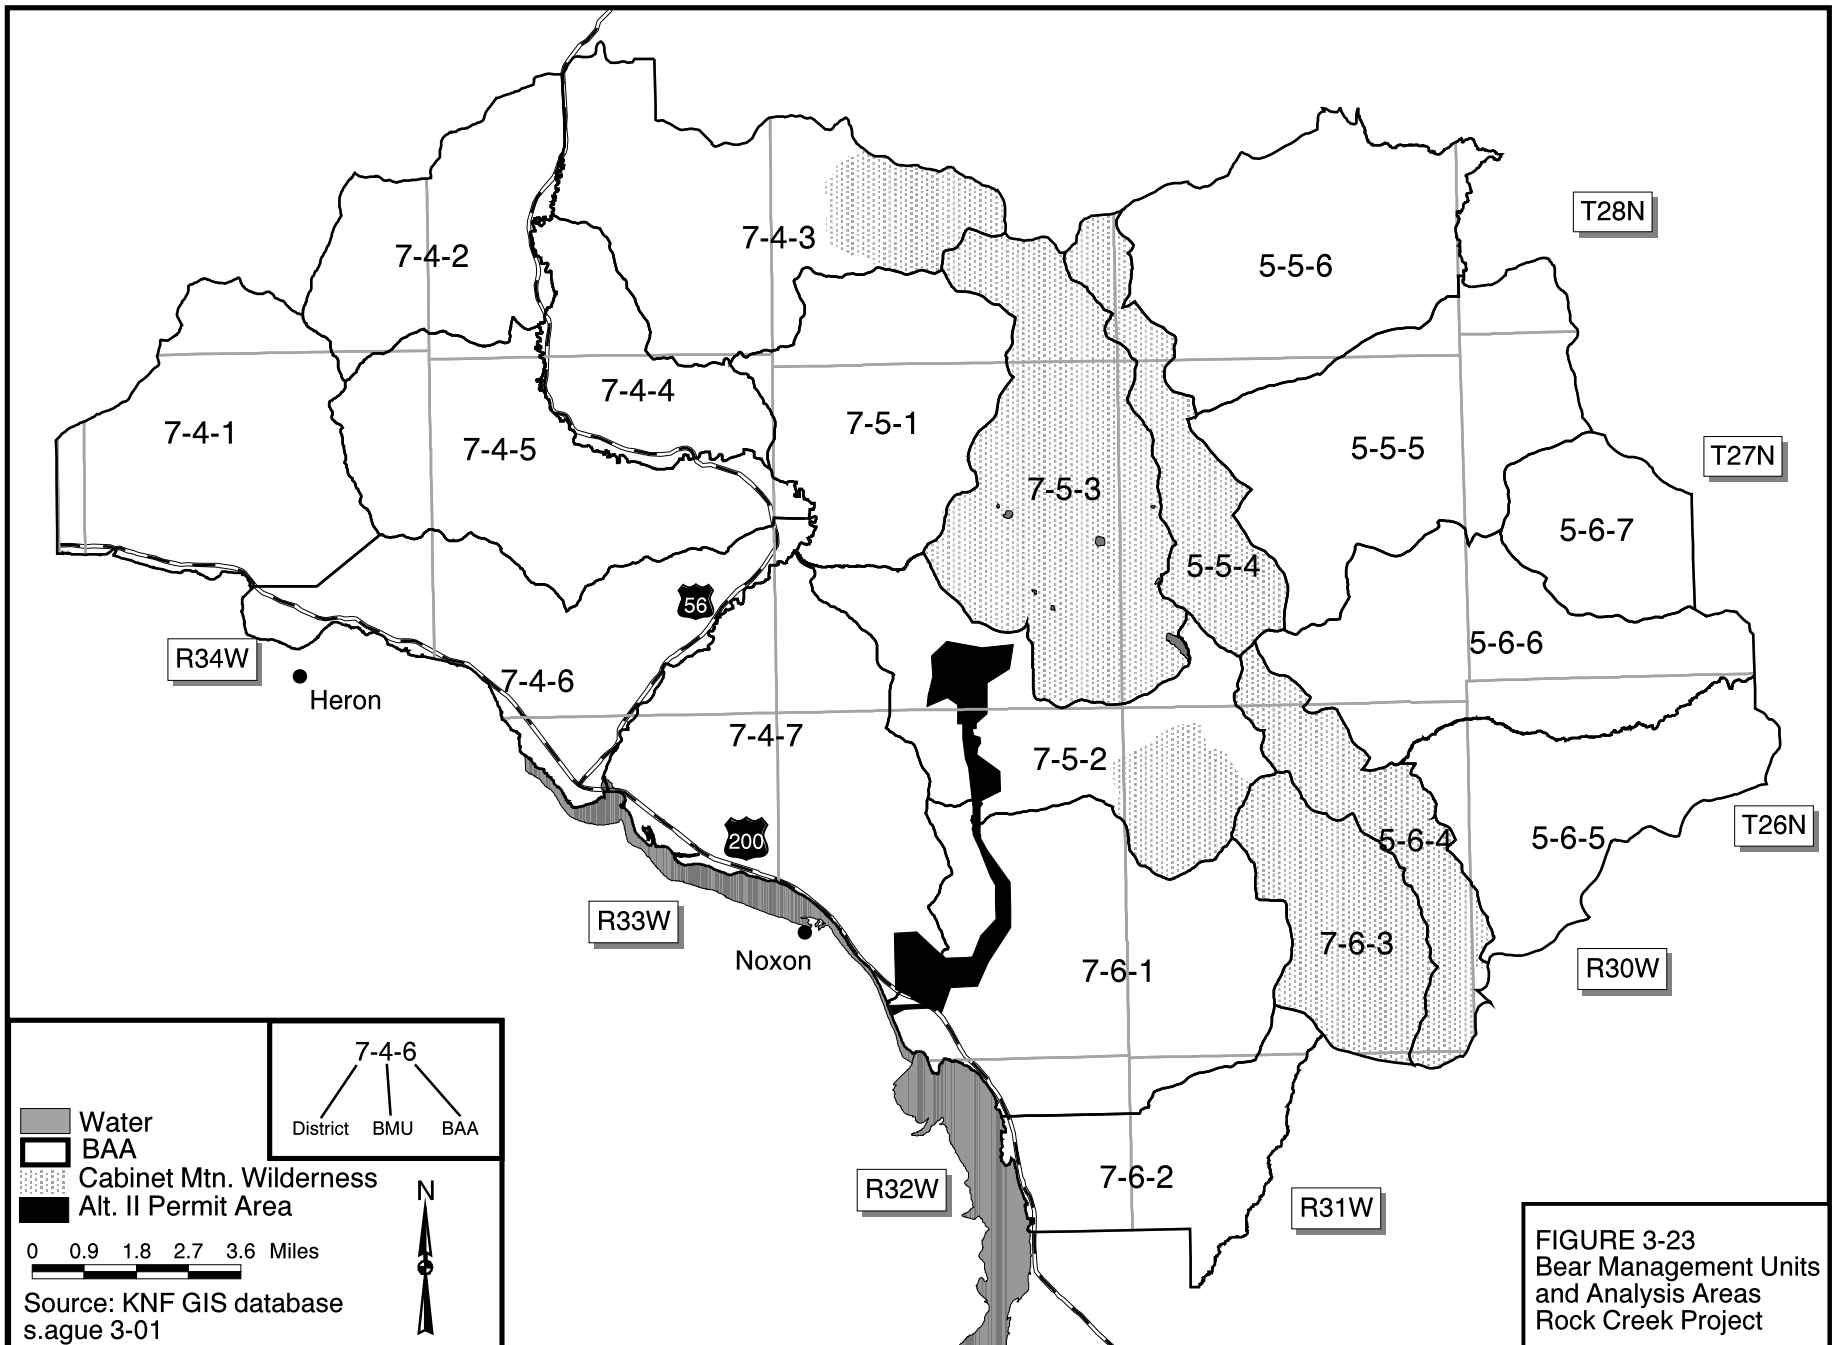 T28N
7-4-3
7-4-2
5-5-6
7-4-4
7-5-1
7-4-1
7-4-5
5-5-5
T27N
7-5-3
5-6-7
5-5-4
56
5-6-6
R34W
7-4-6
Heron
7-4-7
7-5-2
200
5-6-4
5-6-5
T26N
R33W
7-6-3
Noxon
7-6-1
R30W
7-4-6
District BMU BAA
Water
BAA
Cabinet Mtn. Wilderness
Alt. II Permit Area
N
7-6-2
R32W
R31W
0 0.9 1.8 2.7 3.6 Miles
Source: KNF GIS database
s.ague 3-01
FIGURE 3-23
Bear Management Units
and Analysis Areas
Rock Creek Project